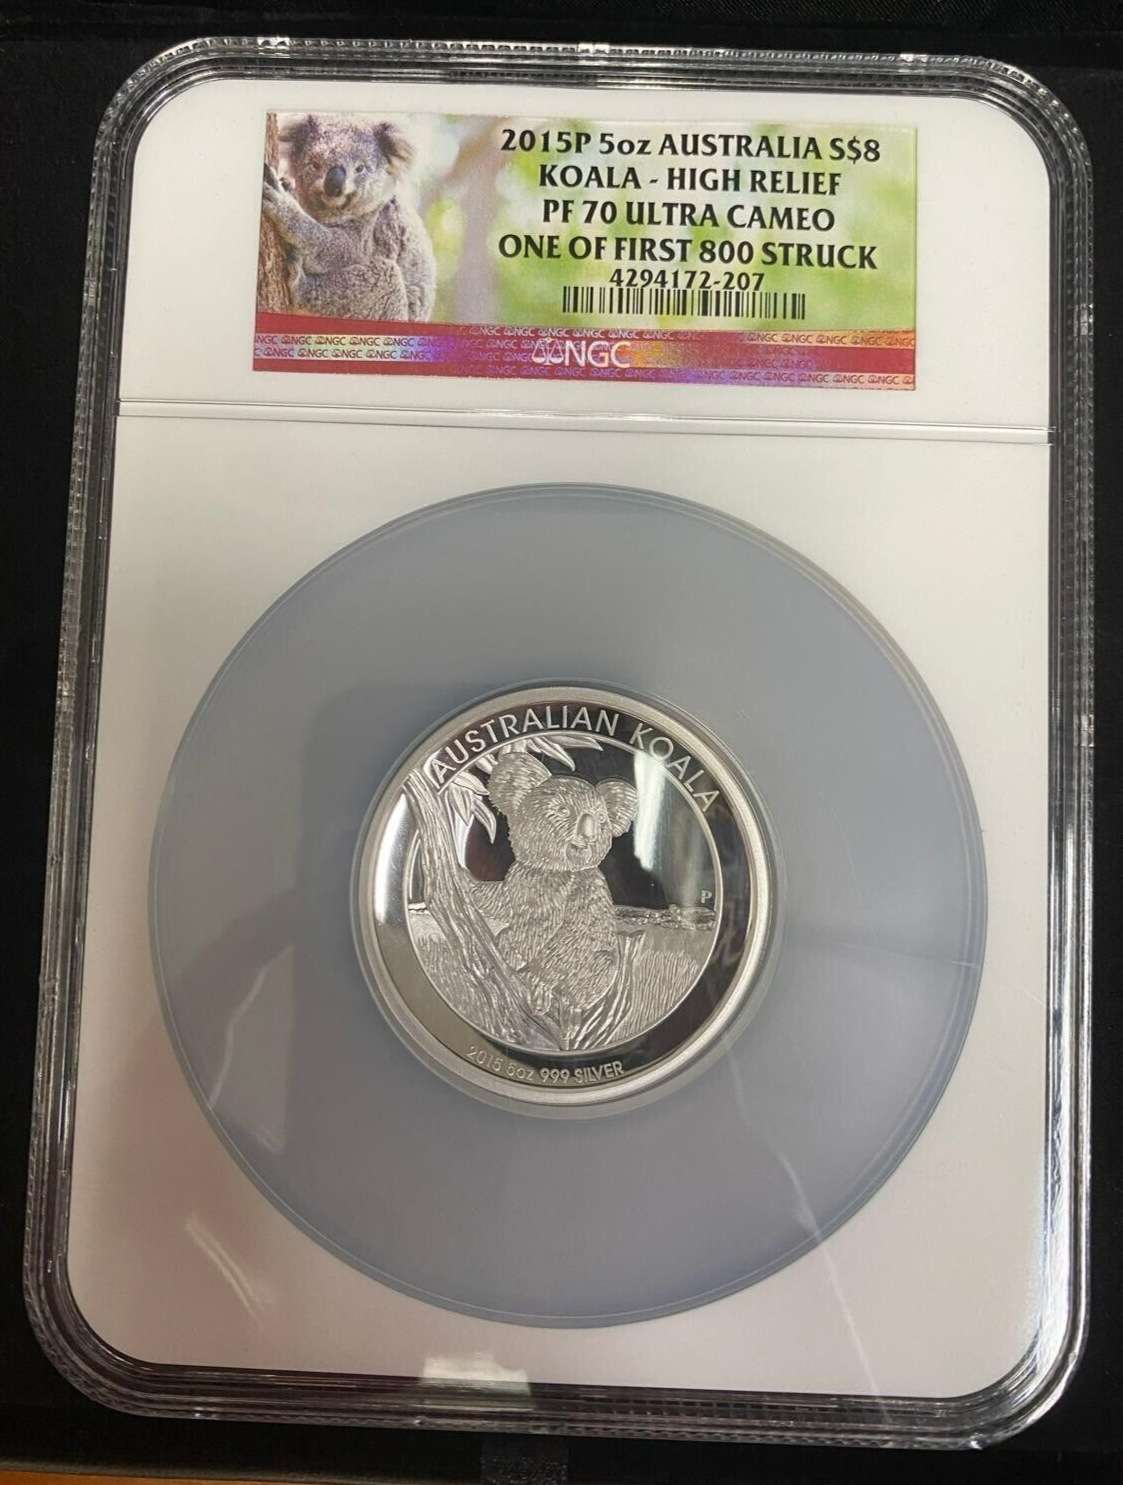 2015P 5oz AUSTRALIA S$8
KOALA - HIGH RELIEF
PF 70 ULTRA CAMEO
ONE OF FIRST 800 STRUCK
4294172-207
NGC
AUSTRALIAN KOALA
P
2015 5oz 999 SILVER